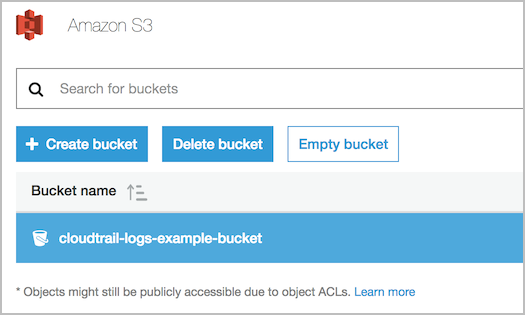 Amazon S3
Search for buckets
+ Create bucket Delete bucket Empty bucket
Bucket name
cloudtrail-logs-example-bucket
* Objects might still be publicly accessible due to object ACLs. Learn more